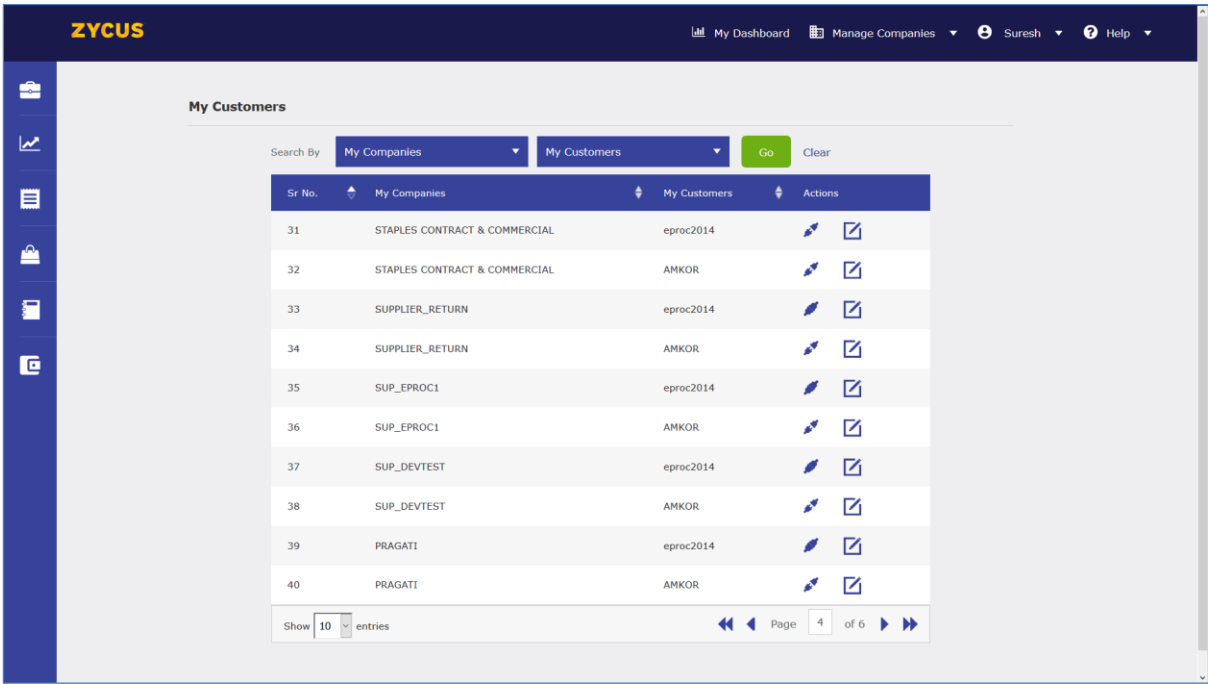 ZYCUS My Dashboard Manage Companies Suresh Help
My Customers
Search By My Companies My Customers Go Clear
Sr No. My Companies My Customers Actions
31 STAPLES CONTRACT & COMMERCIAL eproc2014
32 STAPLES CONTRACT & COMMERCIAL AMKOR
33 SUPPLIER_RETURN eproc2014
34 SUPPLIER_RETURN AMKOR
35 SUP_EPROC1 eproc2014
36 SUP_EPROC1 AMKOR
37 SUP_DEVTEST eproc2014
38 SUP_DEVTEST AMKOR
39 PRAGATI eproc2014
40 PRAGATI AMKOR
Show 10 entries Page 4 of 6